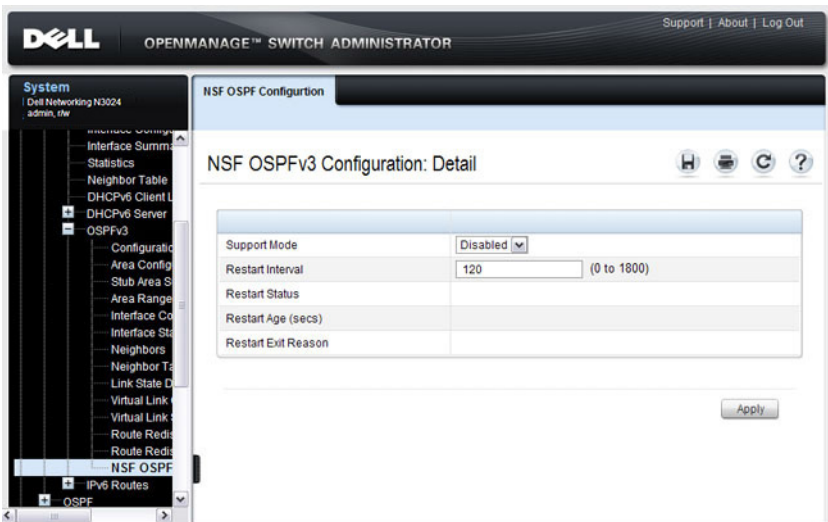 Support | About | Log Out
DELL
OPENMANAGE™ SWITCH ADMINISTRATOR
System
Dell Networking N3024
admin, r/w
NSF OSPF Configurtion
Interface Summa
Statistics
Neighbor Table
DHCPv6 Client L
DHCPv6 Server
OSPFv3
Configuratio
Area Config
Stub Area S
Area Range
Interface Co
Interface Sta
Neighbors
Neighbor Ta
Link State D
Virtual Link
Virtual Link
Route Redis
Route Redis
NSF OSPF
IPv6 Routes
OSPF
NSF OSPFv3 Configuration: Detail
Support Mode Disabled
Restart Interval 120 (0 to 1800)
Restart Status
Restart Age (secs)
Restart Exit Reason
Apply